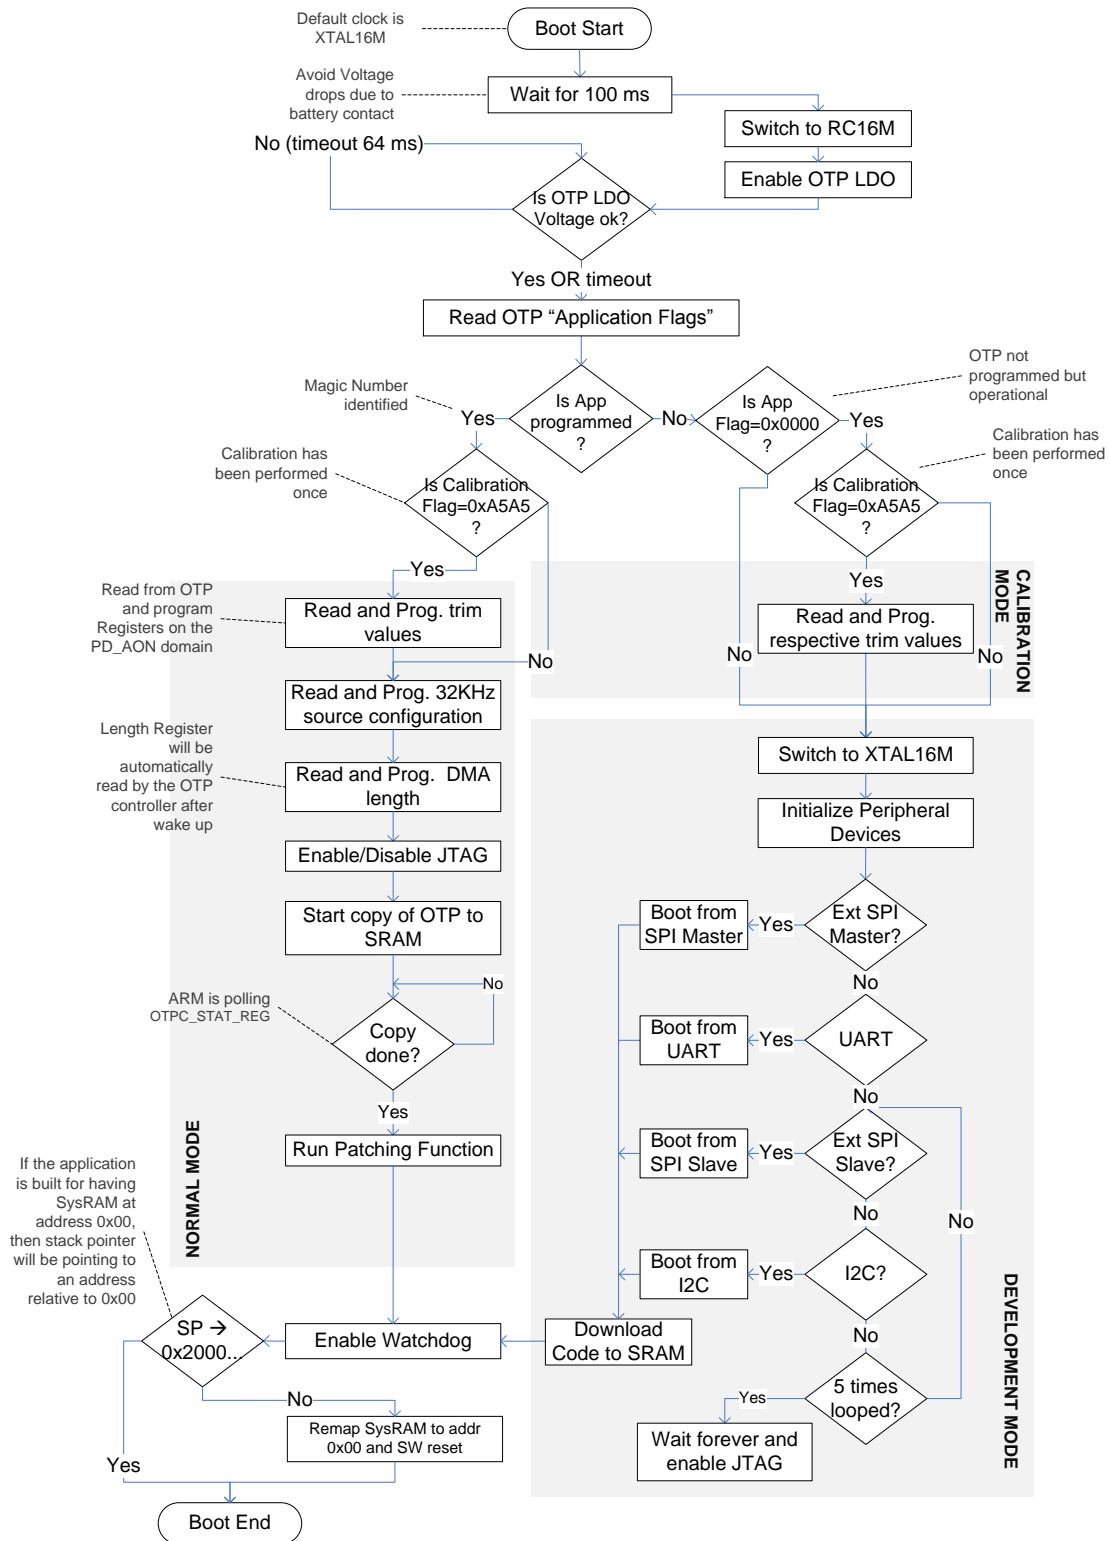 Default clock is
XTAL16M
Boot Start
Avoid Voltage
drops due to
battery contact
Wait for 100 ms
Switch to RC16M
No (timeout 64 ms)
Enable OTP LDO
Is OTP LDO
Voltage ok?
Yes OR timeout
Read OTP “Application Flags”
OTP not
programmed but
operational
Magic Number
identified
Yes
Is App
programmed
?
No
Is App
Flag=0x0000
?
Yes
Calibration has
been performed
once
Calibration has
been performed
once
Is Calibration
Flag=0xA5A5
?
Is Calibration
Flag=0xA5A5
?
Yes
Yes
CALIBRATION
MODE
Read from OTP
and program
Registers on the
PD_AON domain
Read and Prog. trim
values
Read and Prog.
respective trim values
No
No
No
Read and Prog. 32KHz
source configuration
Length Register
will be
automatically
read by the OTP
controller after
wake up
Switch to XTAL16M
Read and Prog.  DMA
length
Initialize Peripheral
Devices
Enable/Disable JTAG
Start copy of OTP to
SRAM
Boot from
SPI Master
Yes
Ext SPI
Master?
No
No
ARM is polling
OTPC_STAT_REG
Copy
done?
Boot from
UART
Yes
UART
Yes
No
Run Patching Function
Boot from
SPI Slave
Yes
Ext SPI
Slave?
NORMAL MODE
If the application
is built for having
SysRAM at
address 0x00,
then stack pointer
will be pointing to
an address
relative to 0x00
No
No
Boot from
I2C
Yes
I2C?
DEVELOPMENT MODE
SP →
0x2000...
Enable Watchdog
Download
Code to SRAM
No
No
Yes
5 times
looped?
Remap SysRAM to addr
0x00 and SW reset
Wait forever and
enable JTAG
Yes
Boot End